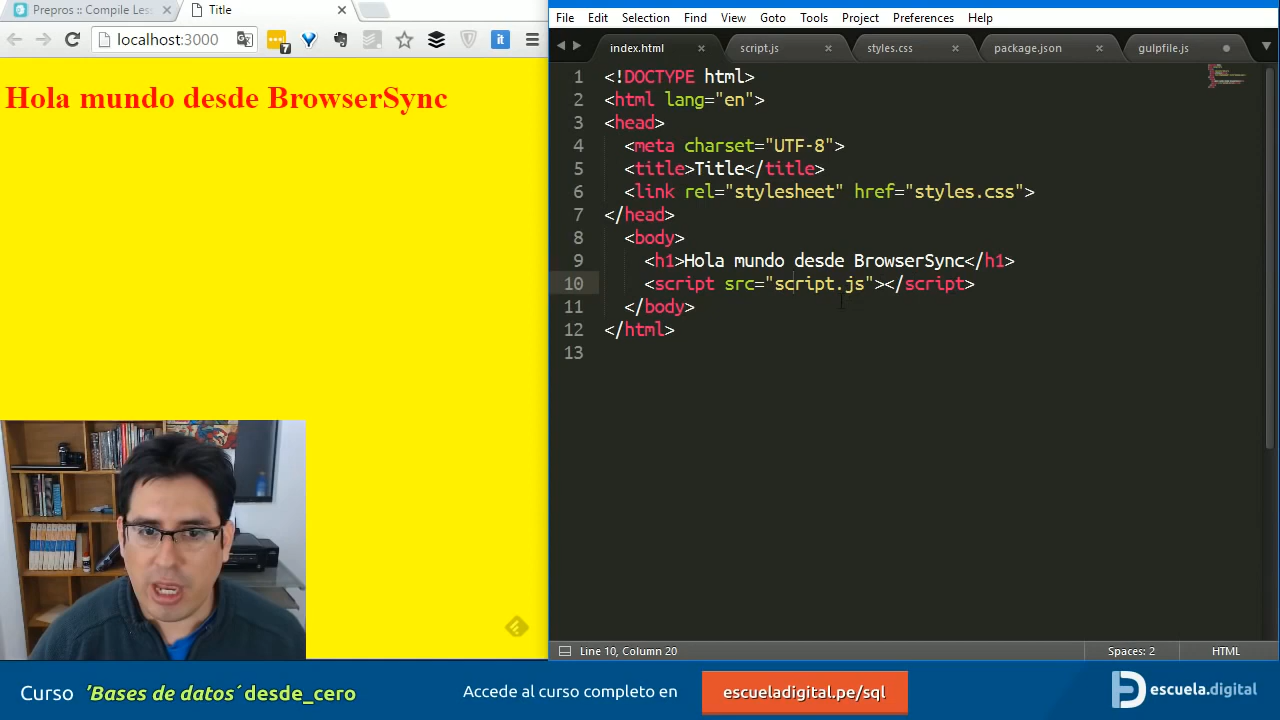 Prepros :: Compile Les
Title
localhost:3000
7
it
Hola mundo desde BrowserSync
File Edit Selection Find View Goto Tools Project Preferences Help
index.html script.js styles.css package.json gulpfile.js
1 <!DOCTYPE html>
2 <html lang="en">
3 <head>
4 <meta charset="UTF-8">
5 <title>Title</title>
6 <link rel="stylesheet" href="styles.css">
7 </head>
8 <body>
9 <h1>Hola mundo desde BrowserSync</h1>
10 <script src="script.js"></script>
11 </body>
12 </html>
13
Line 10, Column 20
Spaces: 2
HTML
Curso 'Bases de datos´ desde_cero
Accede al curso completo en
escueladigital.pe/sql
escuela.digital